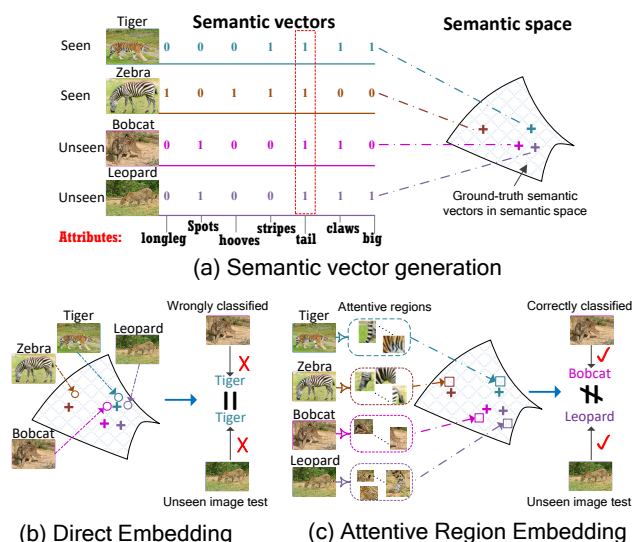 Semantic vectors
Semantic space
Tiger
Seen 0 0 0 1 1 1 1
Zebra
Seen 1 0 1 1 1 0 0
Bobcat
Unseen 0 1 0 0 1 1 0
Leopard
Unseen 0 1 0 0 1 1 1
Ground-truth semantic
vectors in semantic space
Attributes: longleg Spots hooves stripes tail claws big
(a) Semantic vector generation
Tiger
Zebra
Leopard
Bobcat
Wrongly classified
X
Tiger
=
Tiger
X
Unseen image test
(b) Direct Embedding
Tiger
Attentive regions
Zebra
Bobcat
Leopard
Correctly classified
✓
Bobcat
≠
Leopard
✓
Unseen image test
(c) Attentive Region Embedding